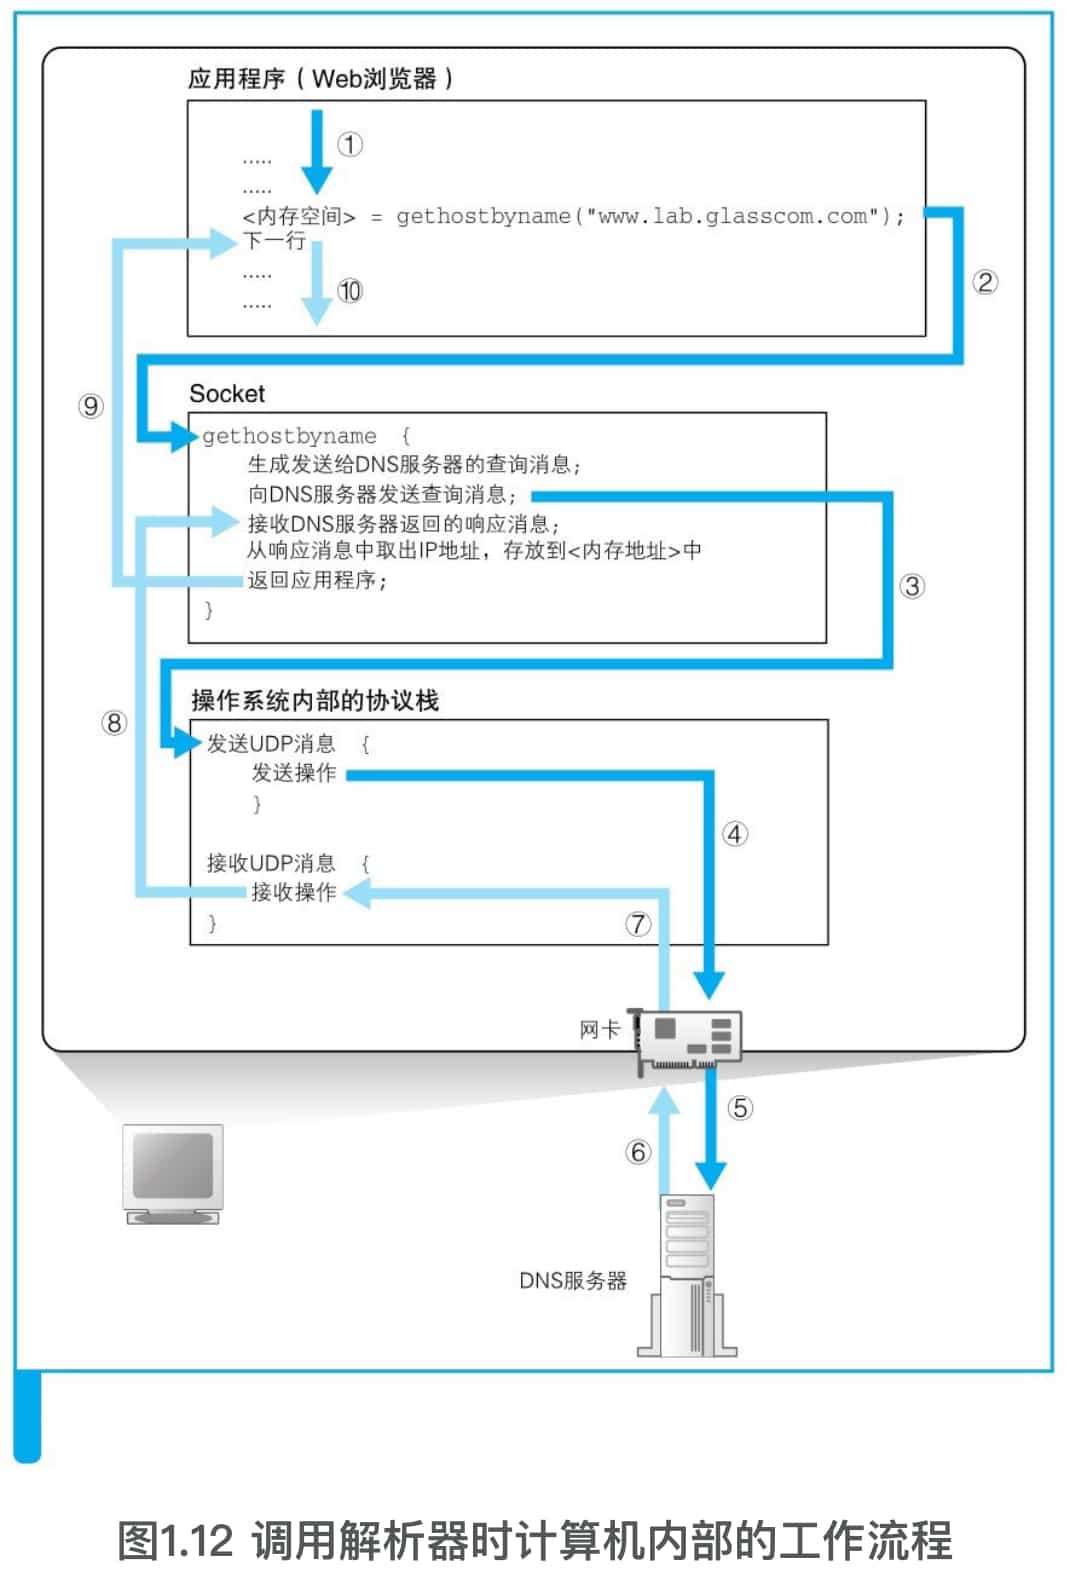 应用程序（Web浏览器）
①
.....
.....
<内存空间> = gethostbyname("www.lab.glasscom.com");
下一行
②
.....
⑩
.....
⑨
Socket
gethostbyname {
生成发送给DNS服务器的查询消息；
向DNS服务器发送查询消息；
接收DNS服务器返回的响应消息；
从响应消息中取出IP地址，存放到<内存地址>中
返回应用程序；
③
}
操作系统内部的协议栈
⑧
发送UDP消息 {
发送操作
}
④
接收UDP消息 {
接收操作
}
⑦
网卡
⑤
⑥
DNS服务器
图1.12 调用解析器时计算机内部的工作流程